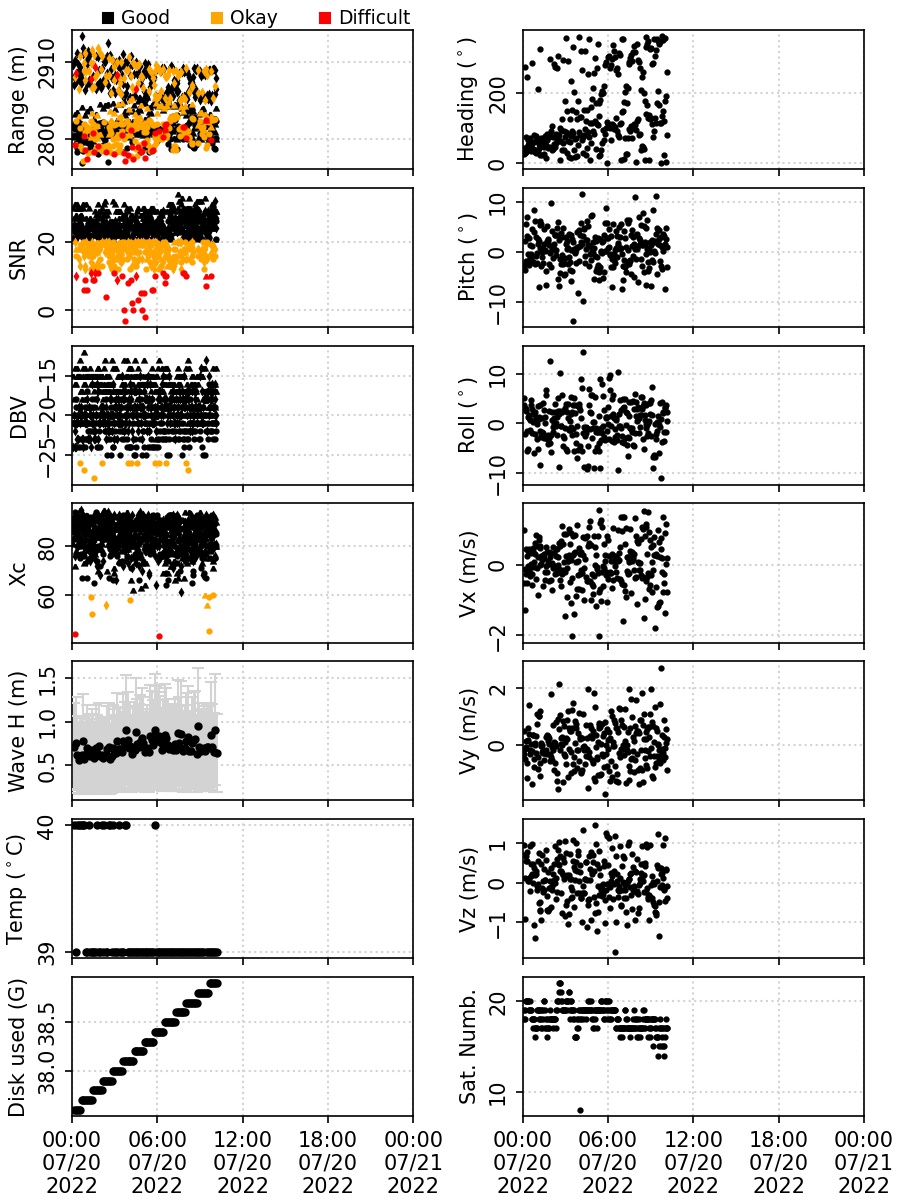 Good Okay Difficult
Range (m)
2910
2800
Heading (°)
200
0
SNR
20
0
Pitch (°)
10
0
−10
DBV
−15
−20
−25
Roll (°)
10
0
−10
Xc
80
60
Vx (m/s)
0
−2
Wave H (m)
1.5
1.0
0.5
Vy (m/s)
2
0
Temp (°C)
40
39
Vz (m/s)
1
0
−1
Disk used (G)
38.5
38.0
Sat. Numb.
20
10
00:00 06:00 12:00 18:00 00:00
07/20 07/20 07/20 07/20 07/21
2022 2022 2022 2022 2022
00:00 06:00 12:00 18:00 00:00
07/20 07/20 07/20 07/20 07/21
2022 2022 2022 2022 2022